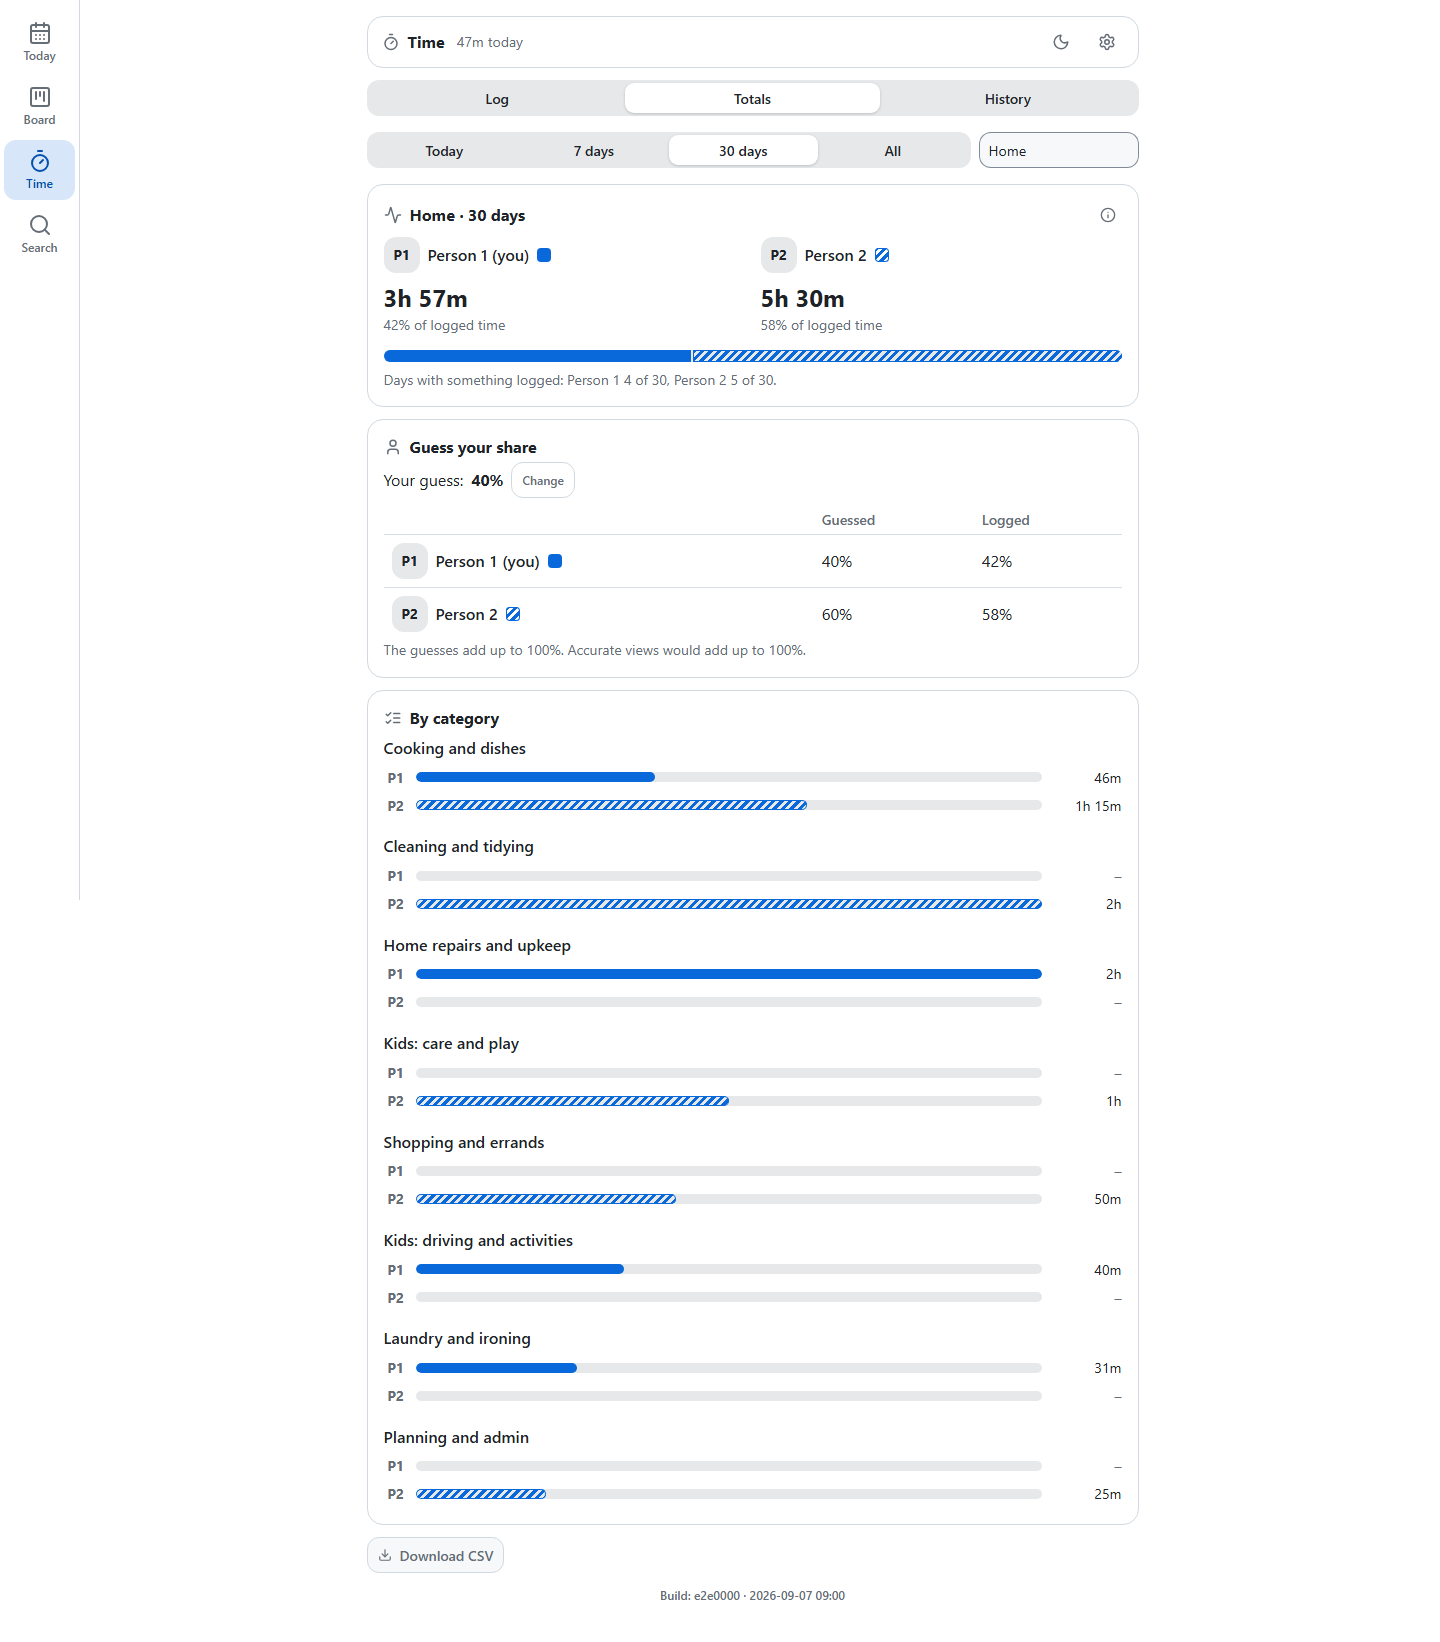 Today
Board
Time
Search
Time 47m today
Log Totals History
Today 7 days 30 days All Home
Home · 30 days
P1 Person 1 (you) P2 Person 2
3h 57m 5h 30m
42% of logged time 58% of logged time
Days with something logged: Person 1 4 of 30, Person 2 5 of 30.
Guess your share
Your guess: 40% Change
Guessed Logged
P1 Person 1 (you) 40% 42%
P2 Person 2 60% 58%
The guesses add up to 100%. Accurate views would add up to 100%.
By category
Cooking and dishes
P1 46m
P2 1h 15m
Cleaning and tidying
P1 –
P2 2h
Home repairs and upkeep
P1 2h
P2 –
Kids: care and play
P1 –
P2 1h
Shopping and errands
P1 –
P2 50m
Kids: driving and activities
P1 40m
P2 –
Laundry and ironing
P1 31m
P2 –
Planning and admin
P1 –
P2 25m
Download CSV
Build: e2e0000 · 2026-09-07 09:00